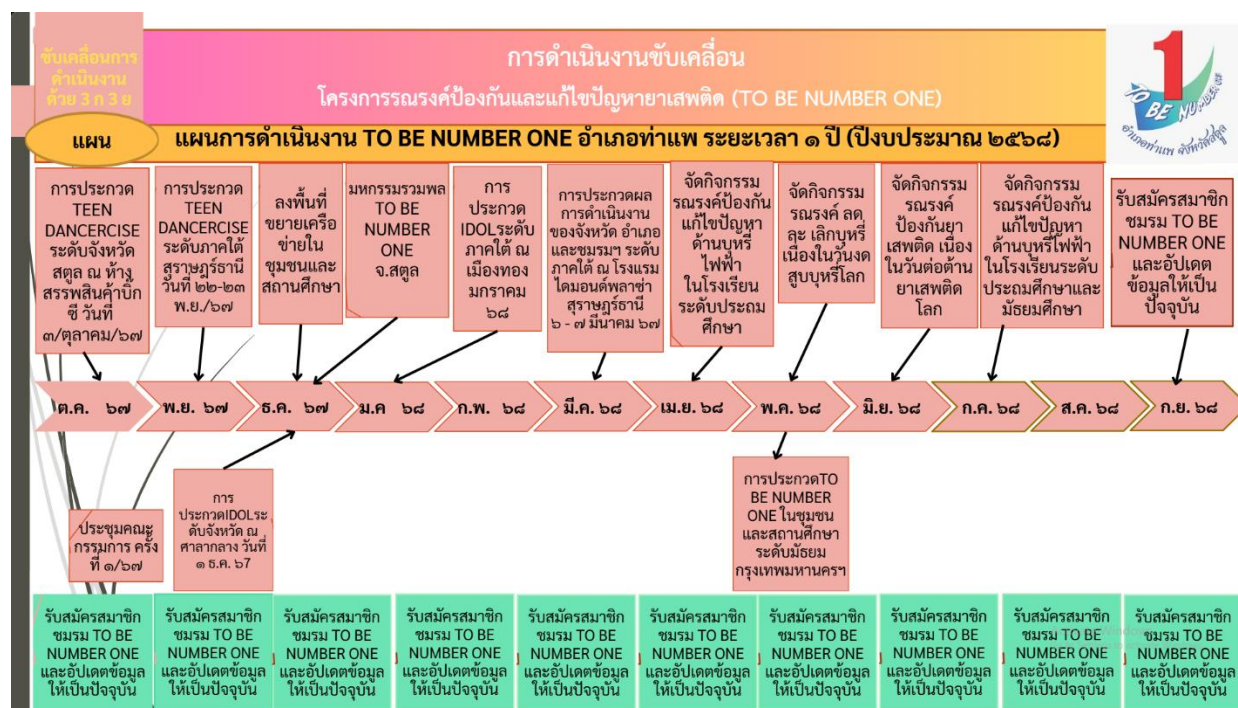 ขับเคลื่อนการ
ดำเนินงาน
ด้วย 3 ก 3 ย
การดำเนินงานขับเคลื่อน
โครงการรณรงค์ป้องกันและแก้ไขปัญหายาเสพติด (TO BE NUMBER ONE)
1
TO BE NUMBER ONE
อำเภอท่าแพ จังหวัดสตูล
แผน
แผนการดำเนินงาน TO BE NUMBER ONE อำเภอท่าแพ ระยะเวลา ๑ ปี (ปีงบประมาณ ๒๕๖๘)
การประกวด
TEEN
DANCERCISE
ระดับจังหวัด
สตูล ณ ห้าง
สรรพสินค้าบิ๊ก
ซี วันที่
๓/ตุลาคม/๖๗
การประกวด
TEEN
DANCERCISE
ระดับภาคใต้
สุราษฎร์ธานี
วันที่ ๒๒-๒๓
พ.ย./๖๗
ลงพื้นที่
ขยายเครือ
ข่ายใน
ชุมชนและ
สถานศึกษา
มหกรรมรวมพล
TO BE
NUMBER
ONE
จ.สตูล
การ
ประกวด
IDOLระดับ
ภาคใต้ ณ
เมืองทอง
มกราคม
๖๘
การประกวดผล
การดำเนินงาน
ของจังหวัด อำเภอ
และชมรมฯ ระดับ
ภาคใต้ ณ โรงแรม
ไดมอนด์พลาซ่า
สุราษฎร์ธานี
๖ - ๗ มีนาคม ๖๗
จัดกิจกรรม
รณรงค์ป้องกัน
แก้ไขปัญหา
ด้านบุหรี่
ไฟฟ้า
ในโรงเรียน
ระดับประถม
ศึกษา
จัดกิจกรรม
รณรงค์ ลด
ละ เลิกบุหรี่
เนื่องในวันงด
สูบบุหรี่โลก
จัดกิจกรรม
รณรงค์
ป้องกันยา
เสพติด เนื่อง
ในวันต่อต้าน
ยาเสพติด
โลก
จัดกิจกรรม
รณรงค์ป้องกัน
แก้ไขปัญหา
ด้านบุหรี่ไฟฟ้า
ในโรงเรียนระดับ
ประถมศึกษาและ
มัธยมศึกษา
รับสมัครสมาชิก
ชมรม TO BE
NUMBER ONE
และอัปเดต
ข้อมูลให้เป็น
ปัจจุบัน
ต.ค. ๖๗
พ.ย. ๖๗
ธ.ค. ๖๗
ม.ค ๖๘
ก.พ. ๖๘
มี.ค. ๖๘
เม.ย. ๖๘
พ.ค. ๖๘
มิ.ย. ๖๘
ก.ค. ๖๘
ส.ค. ๖๘
ก.ย. ๖๘
ประชุมคณะ
กรรมการ ครั้ง
ที่ ๑/๖๗
การ
ประกวดIDOLระ
ดับจังหวัด ณ
ศาลากลาง วันที่
๑ ธ.ค. ๖7
การประกวดTO
BE NUMBER
ONE ในชุมชน
และสถานศึกษา
ระดับมัธยม
กรุงเทพมหานครฯ
รับสมัครสมาชิก
ชมรม TO BE
NUMBER ONE
และอัปเดตข้อมูล
ให้เป็นปัจจุบัน
รับสมัครสมาชิก
ชมรม TO BE
NUMBER ONE
และอัปเดตข้อมูล
ให้เป็นปัจจุบัน
รับสมัครสมาชิก
ชมรม TO BE
NUMBER ONE
และอัปเดตข้อมูล
ให้เป็นปัจจุบัน
รับสมัครสมาชิก
ชมรม TO BE
NUMBER ONE
และอัปเดตข้อมูล
ให้เป็นปัจจุบัน
รับสมัครสมาชิก
ชมรม TO BE
NUMBER ONE
และอัปเดตข้อมูล
ให้เป็นปัจจุบัน
รับสมัครสมาชิก
ชมรม TO BE
NUMBER ONE
และอัปเดตข้อมูล
ให้เป็นปัจจุบัน
รับสมัครสมาชิก
ชมรม TO BE
NUMBER ONE
และอัปเดตข้อมูล
ให้เป็นปัจจุบัน
รับสมัครสมาชิก
ชมรม TO BE
NUMBER ONE
และอัปเดตข้อมูล
ให้เป็นปัจจุบัน
รับสมัครสมาชิก
ชมรม TO BE
NUMBER ONE
และอัปเดตข้อมูล
ให้เป็นปัจจุบัน
รับสมัครสมาชิก
ชมรม TO BE
NUMBER ONE
และอัปเดตข้อมูล
ให้เป็นปัจจุบัน